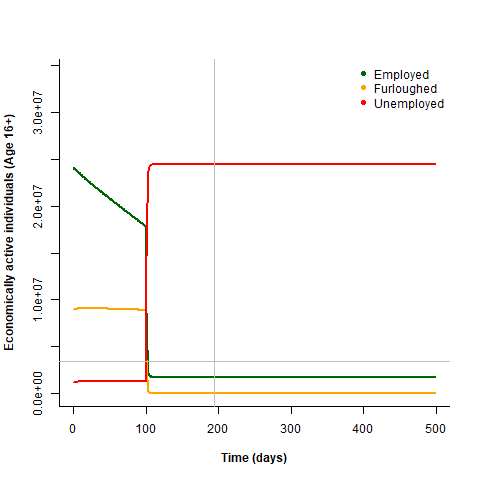 Employed
Furloughed
Unemployed
Economically active individuals (Age 16+)
3.0e+07
2.0e+07
1.0e+07
0.0e+00
0 100 200 300 400 500
Time (days)